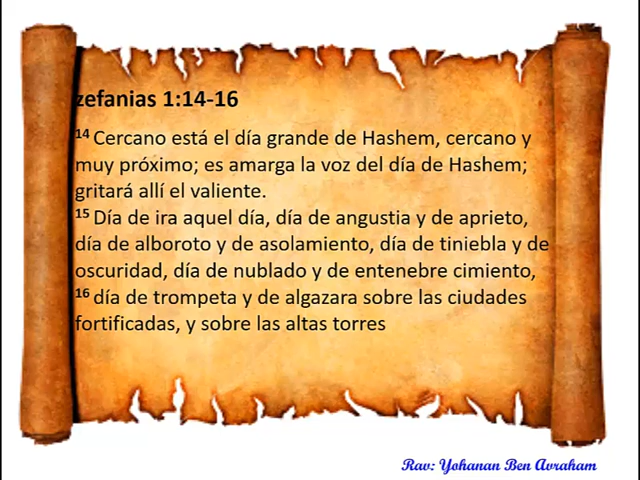 zefanias 1:14-16
14 Cercano está el día grande de Hashem, cercano y
muy próximo; es amarga la voz del día de Hashem;
gritará allí el valiente.
15 Día de ira aquel día, día de angustia y de aprieto,
día de alboroto y de asolamiento, día de tiniebla y de
oscuridad, día de nublado y de entenebre cimiento,
16 día de trompeta y de algazara sobre las ciudades
fortificadas, y sobre las altas torres
Rav: Yohanan Ben Avraham